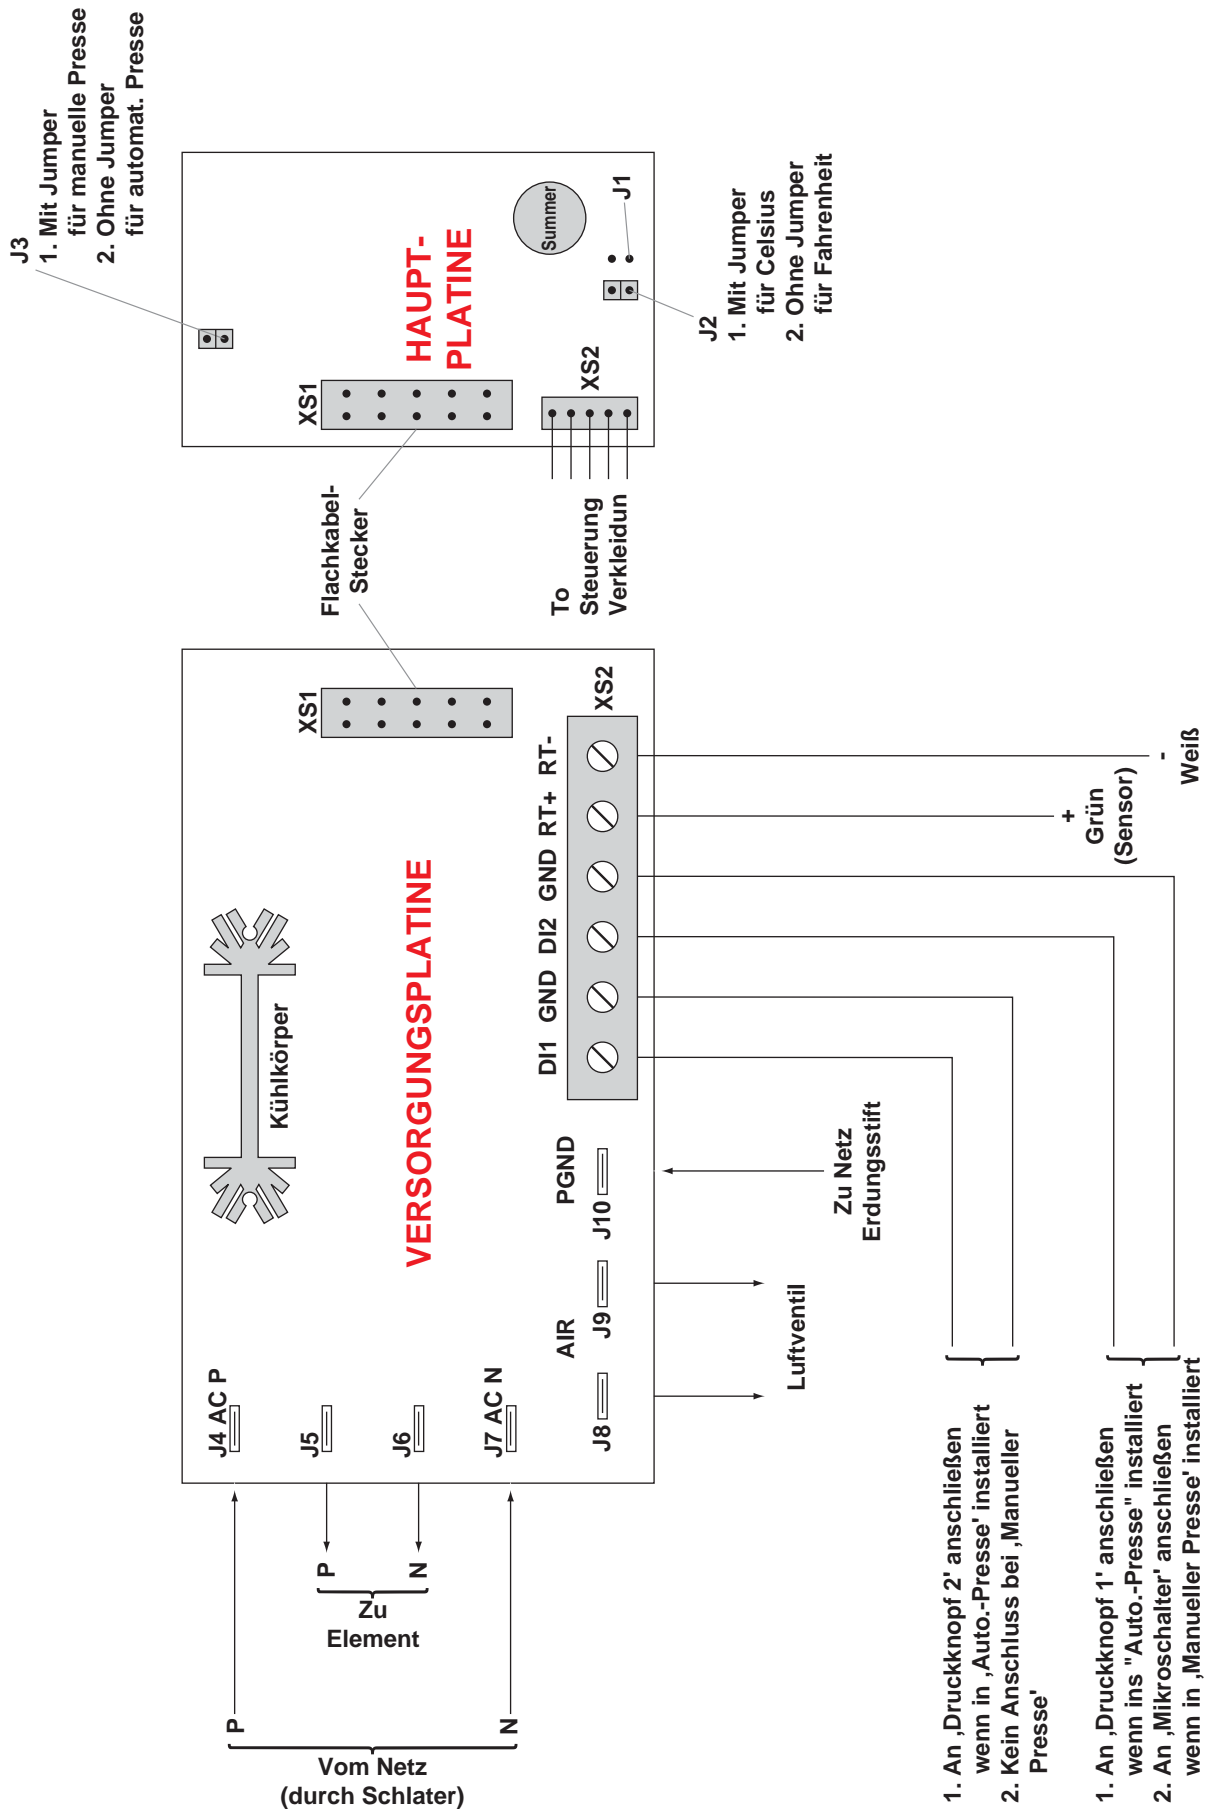 J3
1. Mit Jumper
für manuelle Presse
2. Ohne Jumper
für automat. Presse
HAUPT-
PLATINE
Summer
J1
J2
1. Mit Jumper
für Celsius
2. Ohne Jumper
für Fahrenheit
XS1
XS2
Flachkabel-
Stecker
To
Steuerung
Verkleidun
XS1
XS2
VERSORGUNGSPLATINE
Kühlkörper
DI1 GND DI2 GND RT+ RT-
PGND
J10
AIR
J9
J8
J4 AC P
J5
J6
J7 AC N
P
N
Zu
Element
P
N
Vom Netz
(durch Schlater)
Luftventil
Zu Netz
Erdungsstift
+
Grün
(Sensor)
-
Weiß
1. An ‚Druckknopf 2' anschließen
wenn in ‚Auto.-Presse' installiert
2. Kein Anschluss bei ‚Manueller
Presse'
1. An ‚Druckknopf 1' anschließen
wenn ins "Auto.-Presse" installiert
2. An ‚Mikroschalter' anschließen
wenn in ‚Manueller Presse' installiert